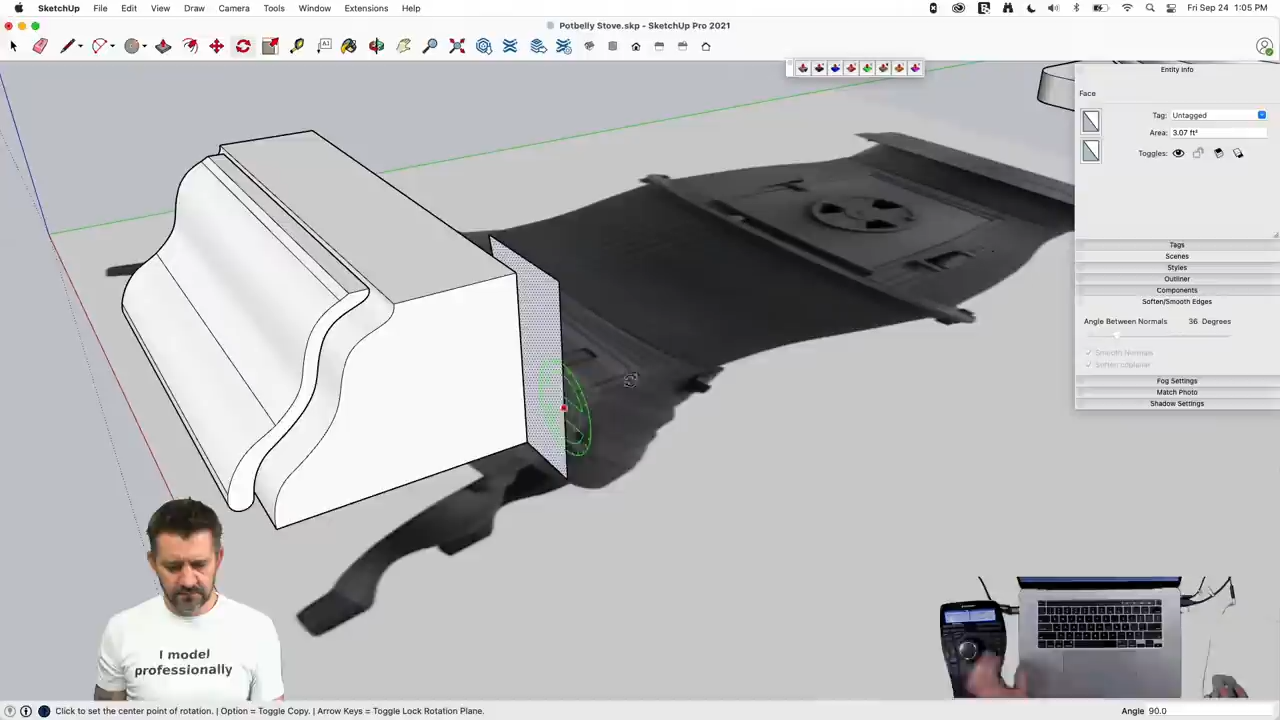 SketchUp File Edit View Draw Camera Tools Window Extensions Help
Fri Sep 24 1:05 PM
Potbelly Stove.skp - SketchUp Pro 2021
Entity Info
Face
Tag: Untagged
Area: 3.07 ft²
Toggles:
Tags
Scenes
Styles
Outliner
Components
Soften/Smooth Edges
Angle Between Normals 36 Degrees
Smooth Normals
Soften coplanar
Fog Settings
Match Photo
Shadow Settings
I model
professionally
Click to set the center point of rotation. | Option = Toggle Copy. | Arrow Keys = Toggle Lock Rotation Plane.
Angle 90.0